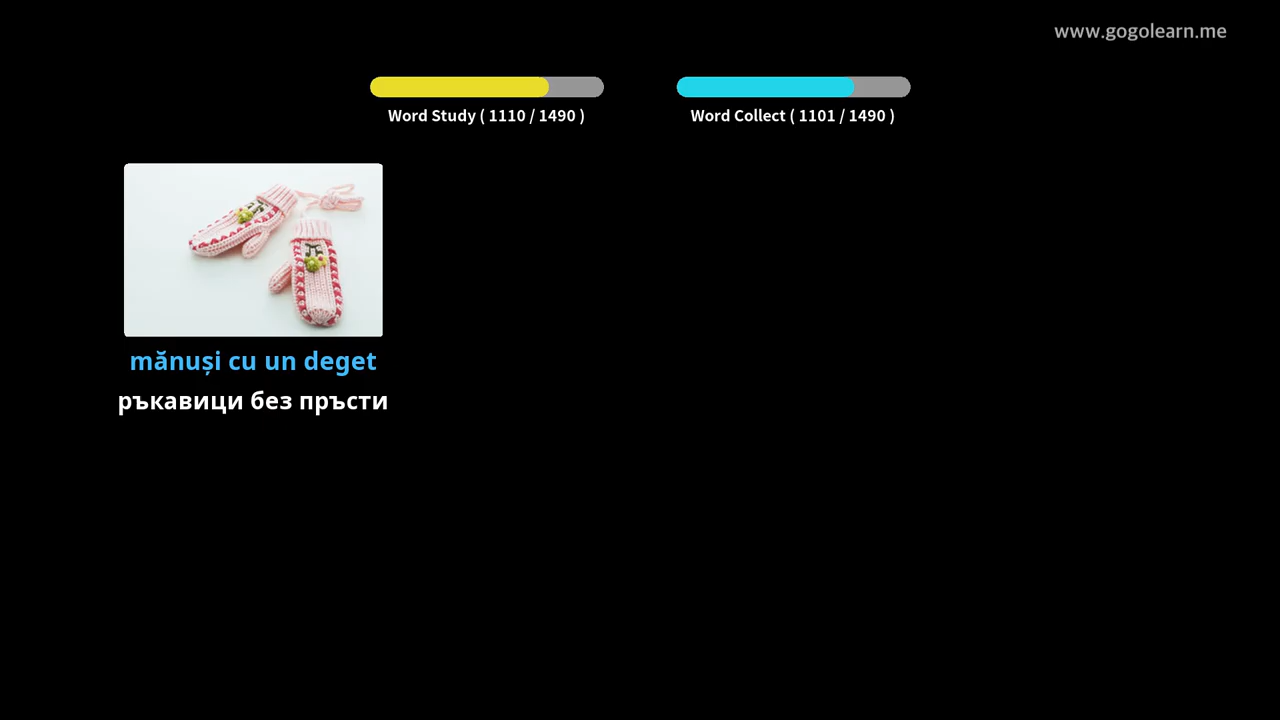 www.gogolearn.me
Word Study ( 1110 / 1490 )
Word Collect ( 1101 / 1490 )
mănuși cu un deget
ръкавици без пръсти